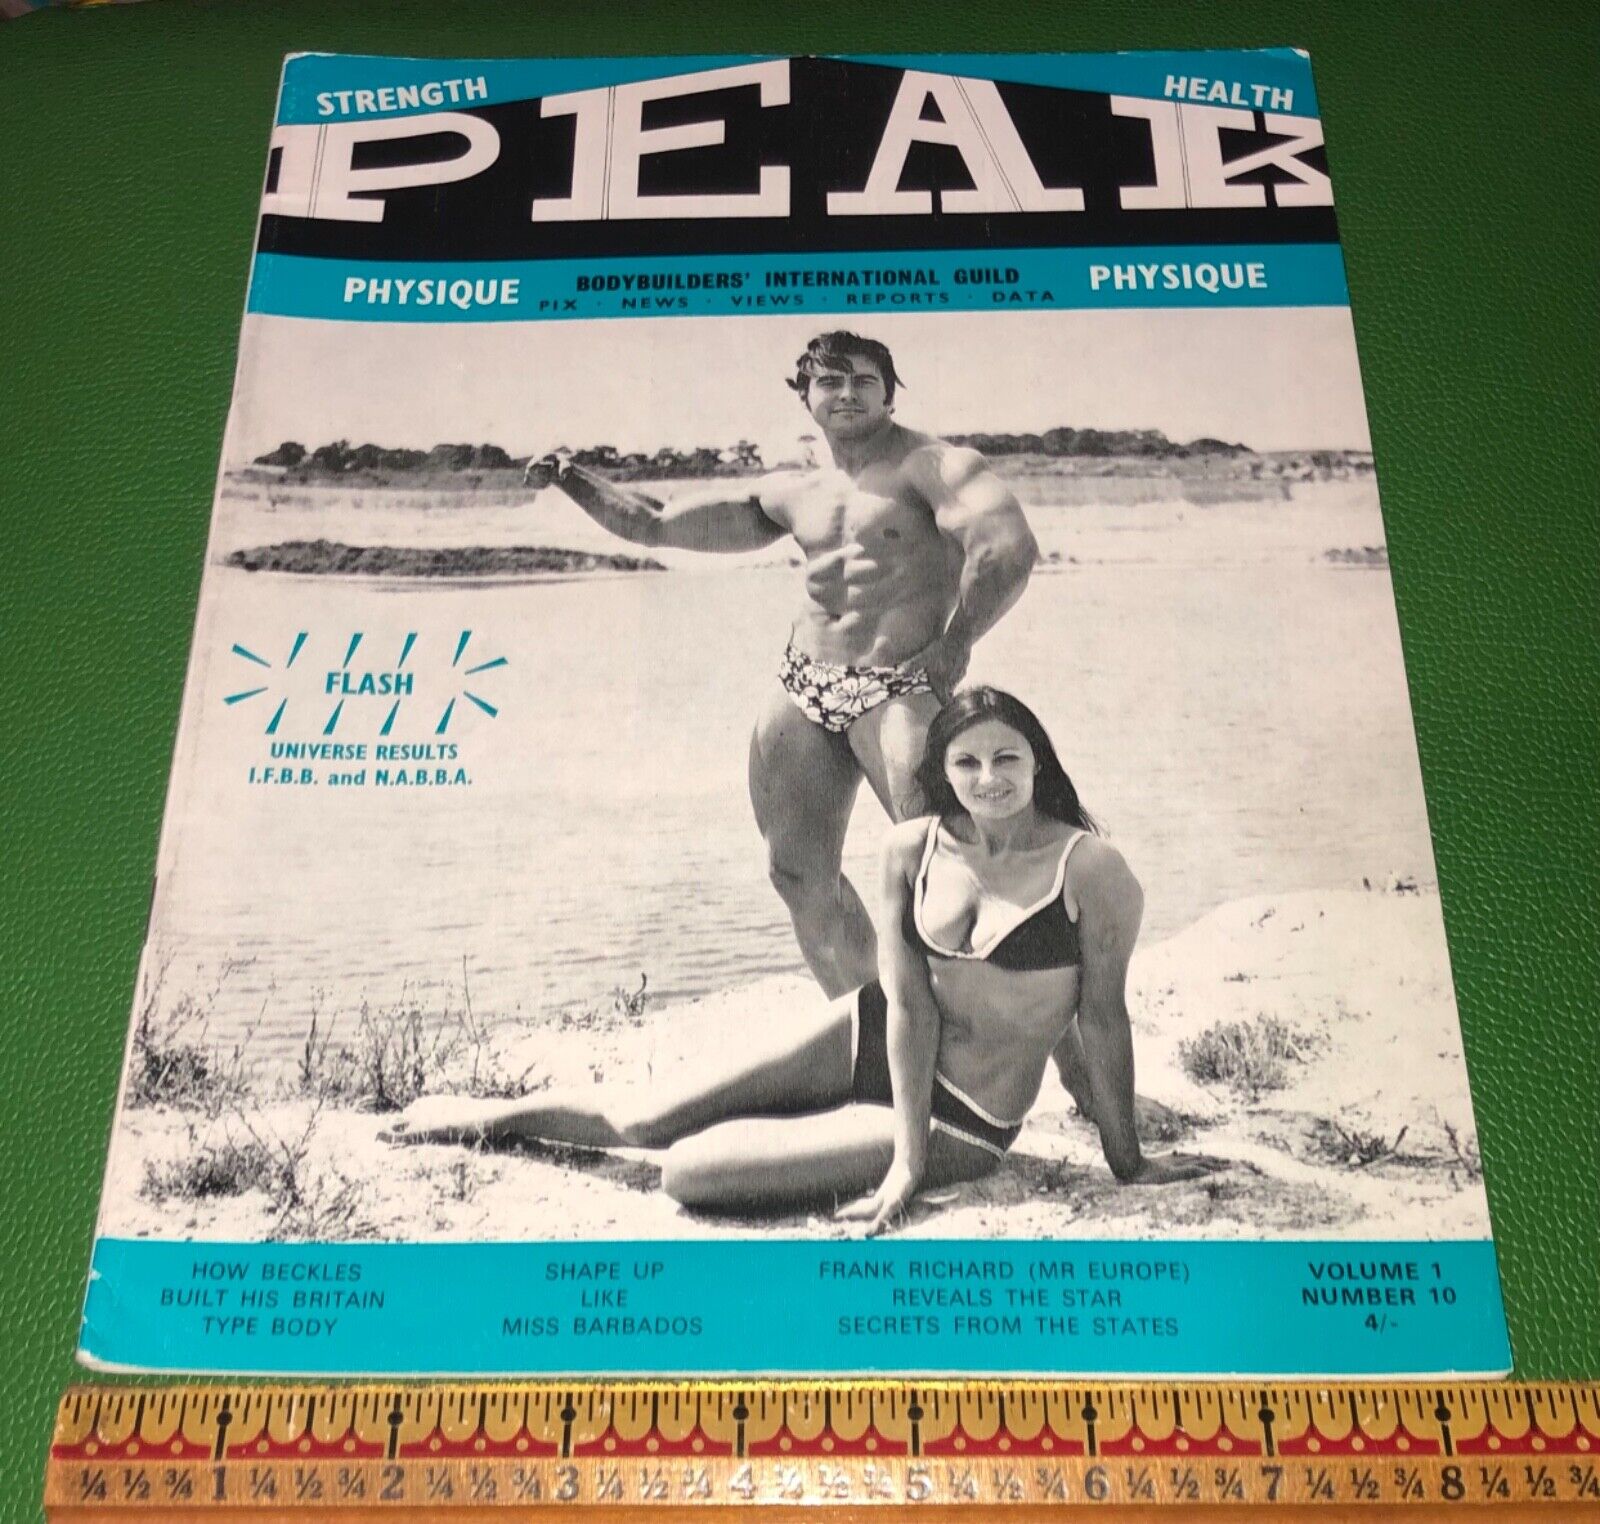 STRENGTH
HEALTH
PEAK
PHYSIQUE
BODYBUILDERS' INTERNATIONAL GUILD
PIX · NEWS · VIEWS · REPORTS · DATA
PHYSIQUE
FLASH
UNIVERSE RESULTS
I.F.B.B. and N.A.B.B.A.
HOW BECKLES
BUILT HIS BRITAIN
TYPE BODY
SHAPE UP
LIKE
MISS BARBADOS
FRANK RICHARD (MR EUROPE)
REVEALS THE STAR
SECRETS FROM THE STATES
VOLUME 1
NUMBER 10
4/-
¼ ½ ¾ 1 ¼ ½ ¾ 2 ¼ ½ ¾ 3 ¼ ½ ¾ 4 ¼ ½ ¾ 5 ¼ ½ ¾ 6 ¼ ½ ¾ 7 ¼ ½ ¾ 8 ¼ ½ ¾